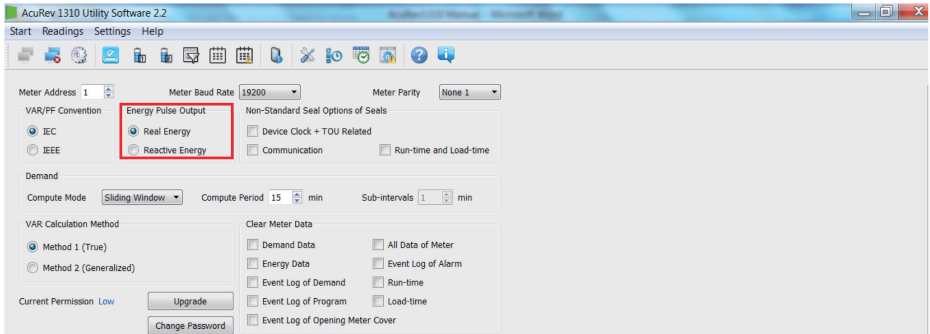 AcuRev 1310 Utility Software 2.2
Start Readings Settings Help
Meter Address 1 Meter Baud Rate 19200 Meter Parity None 1
VAR/PF Convention Energy Pulse Output Non-Standard Seal Options of Seals
IEC Real Energy Device Clock + TOU Related
IEEE Reactive Energy Communication Run-time and Load-time
Demand
Compute Mode Sliding Window Compute Period 15 min Sub-intervals 1 min
VAR Calculation Method Clear Meter Data
Method 1 (True) Demand Data All Data of Meter
Method 2 (Generalized) Energy Data Event Log of Alarm
Event Log of Demand Run-time
Current Permission Low Upgrade Event Log of Program Load-time
Change Password Event Log of Opening Meter Cover